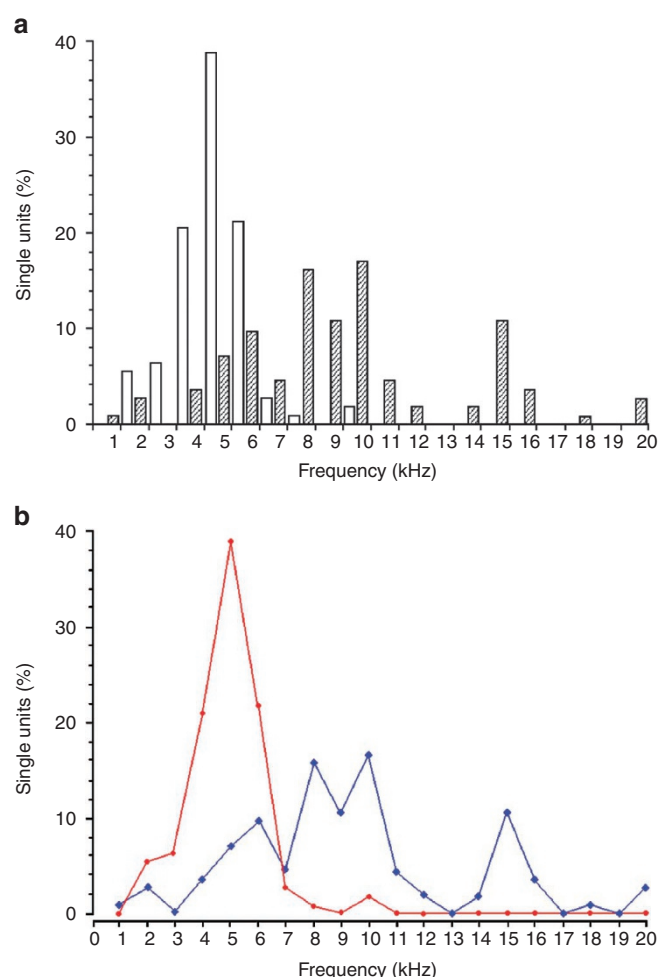 a
40
30
20
10
0
Single units (%)
1 2 3 4 5 6 7 8 9 10 11 12 13 14 15 16 17 18 19 20
Frequency (kHz)
b
40
30
20
10
0
Single units (%)
0 1 2 3 4 5 6 7 8 9 10 11 12 13 14 15 16 17 18 19 20
Frequency (kHz)